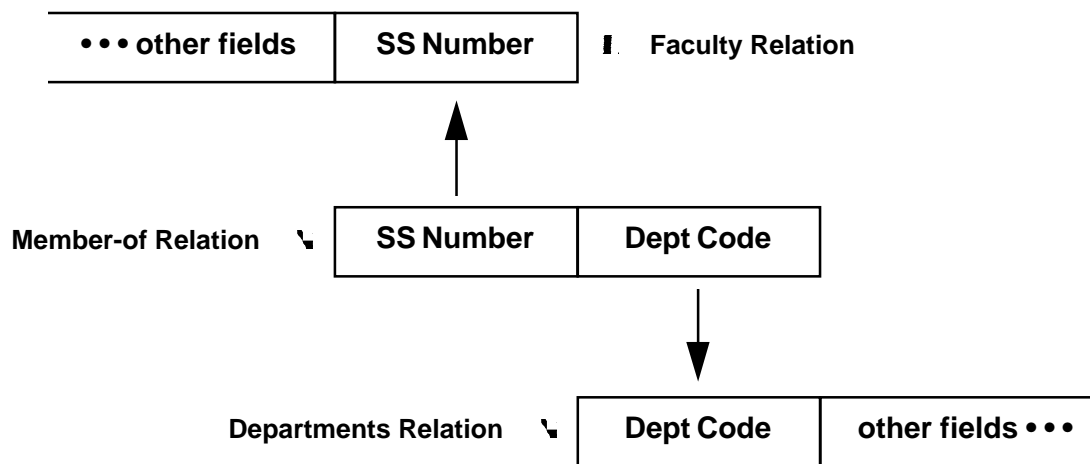 ••• other fields SS Number Faculty Relation
Member-of Relation SS Number Dept Code
Departments Relation Dept Code other fields •••